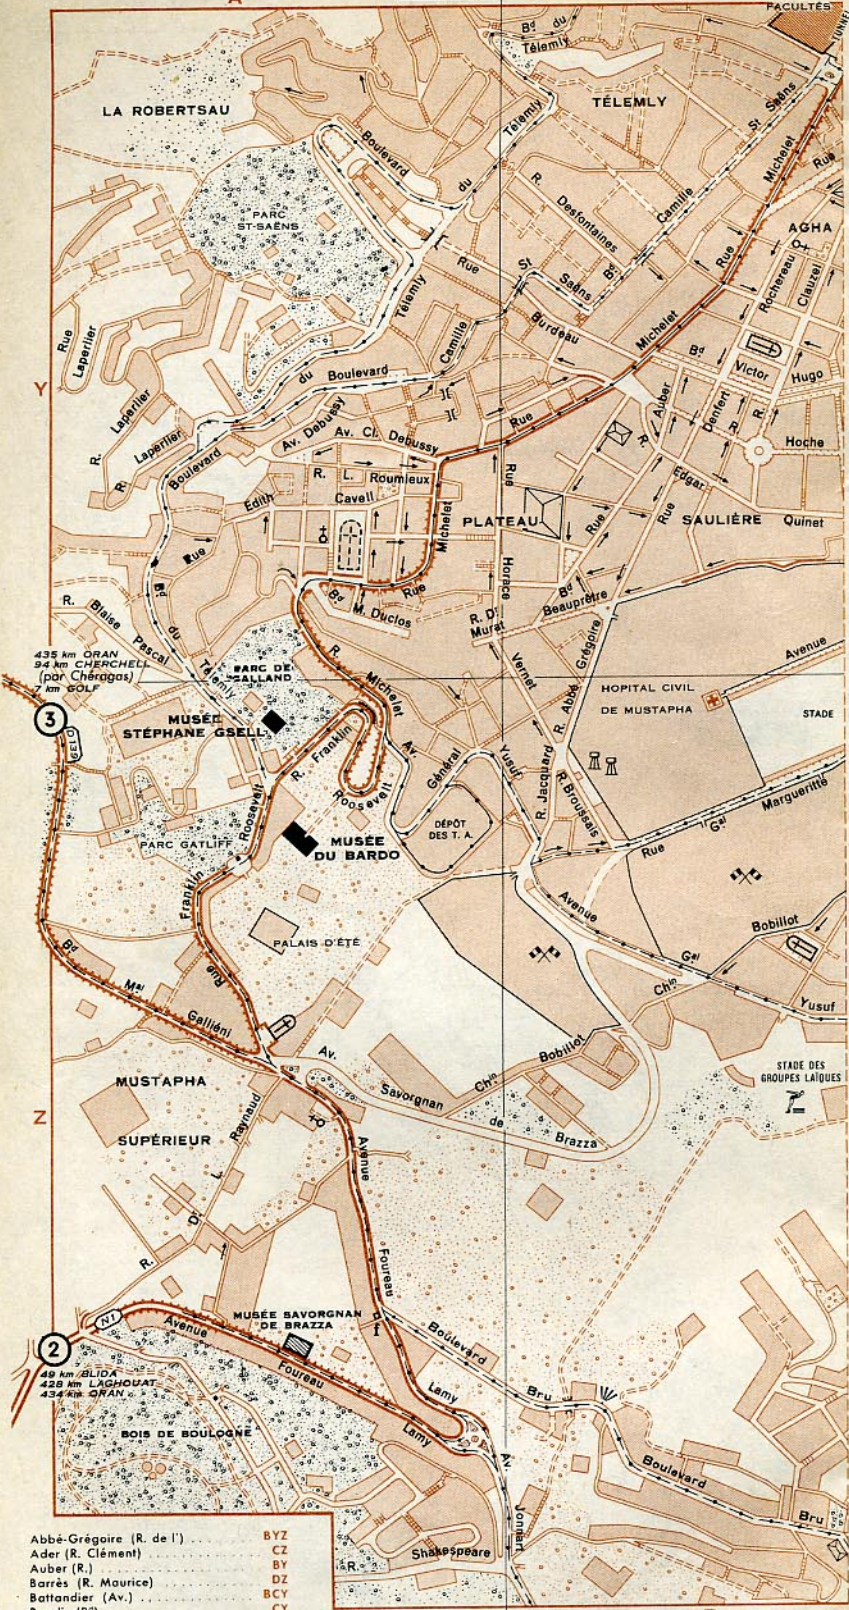 A
FACULTÉS
TUNNEL
Bd du
Télemly
LA ROBERTSAU
TÉLEMLY
Télemly
St Saëns
Boulevard
du
Michelet
Rue
R.
Desfontaines
Camille
PARC
ST-SAËNS
AGHA
Rue
St
Saëns
Bd
Rue
Rochereau
Clauzel
Télemly
Rue
Laperlier
Burdeau
Michelet
Camille
Bd
Victor
Hugo
du
Boulevard
Y
Laperlier
R.
Auber
Denfert
R.
R.
Av. Debussy
Av. Cl. Debussy
Rue
R.
Laperlier
R.
Boulevard
R. L. Roumieux
Hoche
Edgar
Edith
Cavell
Rue
PLATEAU
SAULIÈRE
Quinet
Rue
Rue
Michelet
Rue
Horace
Bd
du
Télemly
Rue
Bd M. Duclos
Bd
Beauprêtre
R. Dr
Murat
R.
Blaise
Pascal
Vernet
R. Abbé Grégoire
Avenue
435 km ORAN
94 km CHERCHELL
(par Chéragas)
7 km GOLF
PARC DE
GALLAND
R.
Michelet
HOPITAL CIVIL
DE MUSTAPHA
STADE
3
MUSÉE
STÉPHANE GSELL
R. Franklin
Roosevelt
Av.
Général
Yusuf
R. Jacquard
R. Broussais
DÉPÔT
DES T. A.
Gal
Margueritte
Rue
PARC GATLIFF
Roosevelt
MUSÉE
DU BARDO
Franklin
Rue
Avenue
Gal
Yusuf
Bobillot
PALAIS D'ÉTÉ
Bd
Mal
Galliéni
Chin
Chin
Bobillot
Av.
Savorgnan
de
Brazza
STADE DES
GROUPES LAÏQUES
MUSTAPHA
SUPÉRIEUR
Z
Raynaud
L.
Dr
R.
Avenue
Foureau
MUSÉE SAVORGNAN
DE BRAZZA
N1
Avenue
Foureau
Lamy
f
Boulevard
Bru
2
49 km BLIDA
428 km LAGHOUAT
434 km ORAN
Lamy
BOIS DE BOULOGNE
Av.
Jonnart
Boulevard
Bru
Shakespeare
R.
Abbé-Grégoire (R. de l') BYZ
Ader (R. Clément) CZ
Auber (R.) BY
Barrès (R. Maurice) DZ
Battandier (Av.) BCY